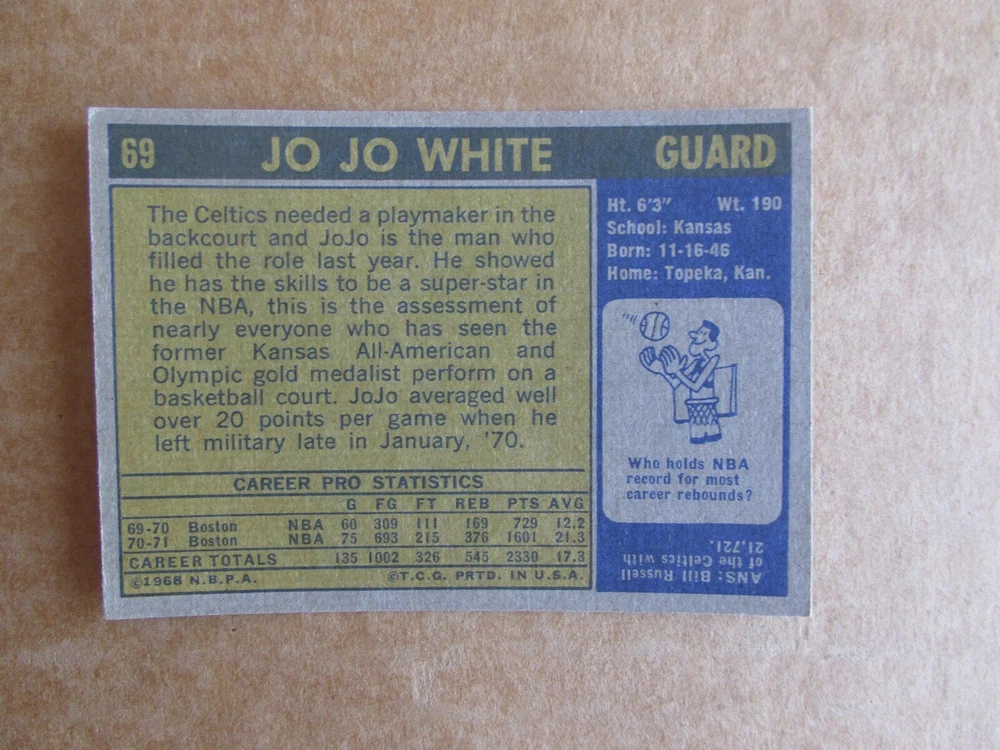 69 JO JO WHITE GUARD
The Celtics needed a playmaker in the
backcourt and JoJo is the man who
filled the role last year. He showed
he has the skills to be a super-star in
the NBA, this is the assessment of
nearly everyone who has seen the
former Kansas All-American and
Olympic gold medalist perform on a
basketball court. JoJo averaged well
over 20 points per game when he
left military late in January, '70.
CAREER PRO STATISTICS
G FG FT REB PTS AVG
69-70 Boston NBA 60 309 111 169 729 12.2
70-71 Boston NBA 75 693 215 376 1601 21.3
CAREER TOTALS 135 1002 326 545 2330 17.3
©1968 N.B.P.A. ©T.C.G. PRTD. IN U.S.A.
Ht. 6'3" Wt. 190
School: Kansas
Born: 11-16-46
Home: Topeka, Kan.
Who holds NBA
record for most
career rebounds?
ANS: Bill Russell
of the Celtics with
21,721.